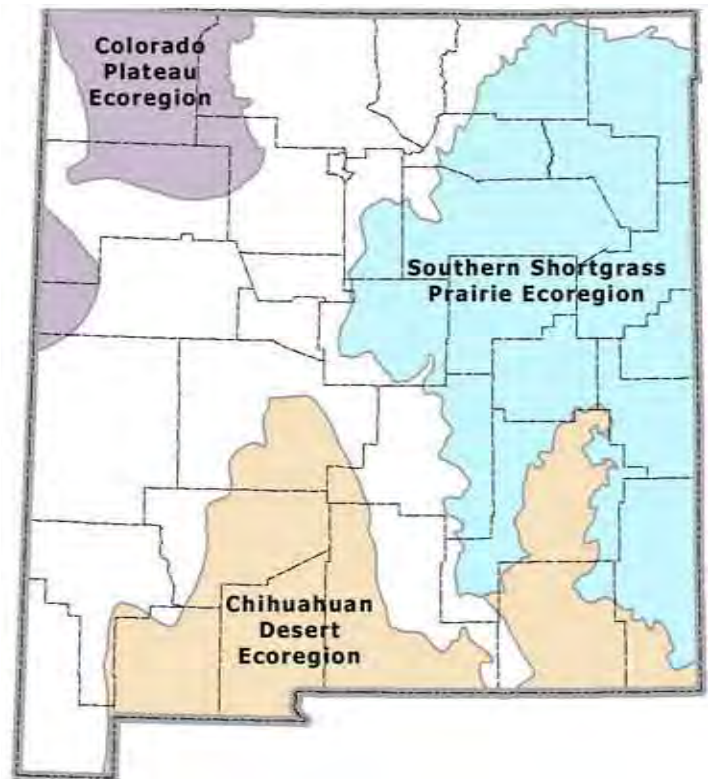 Colorado
Plateau
Ecoregion
Southern Shortgrass
Prairie Ecoregion
Chihuahuan
Desert
Ecoregion